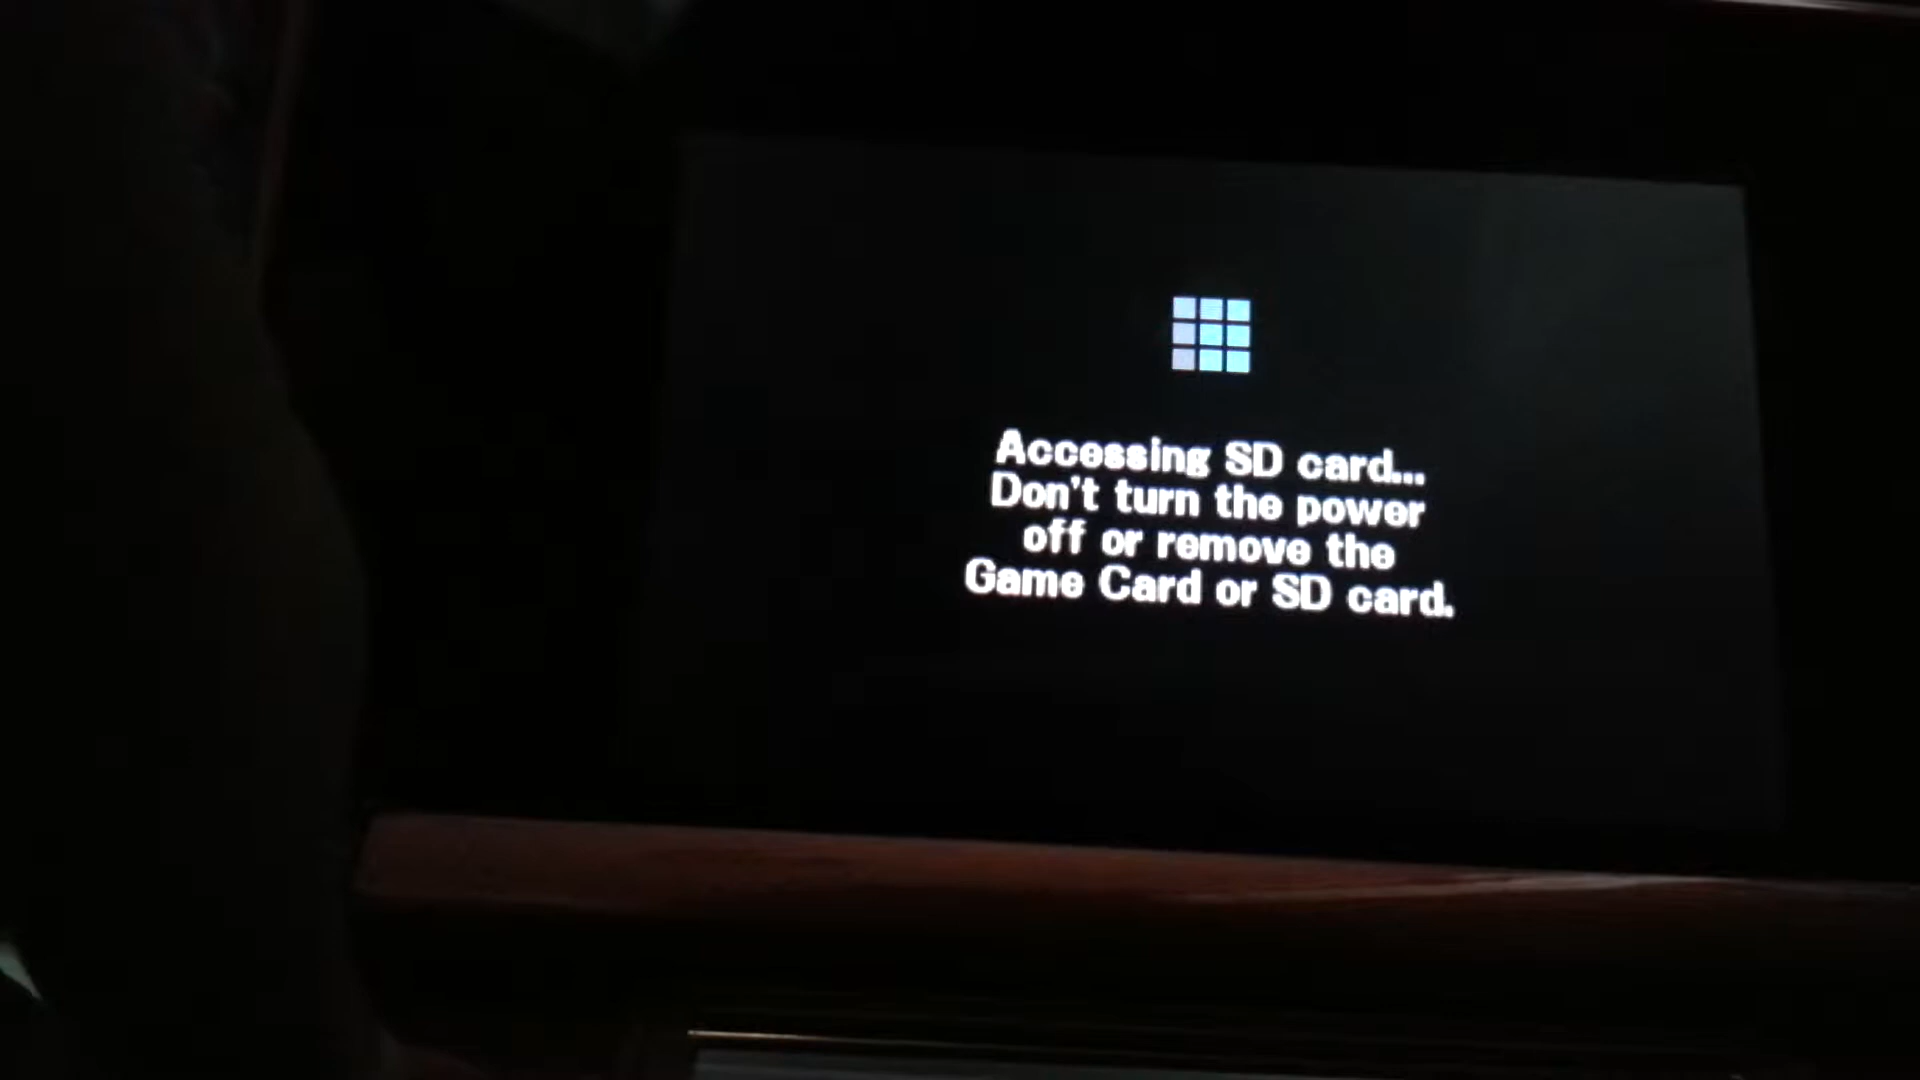 Accessing SD card...
Don't turn the power
off or remove the
Game Card or SD card.